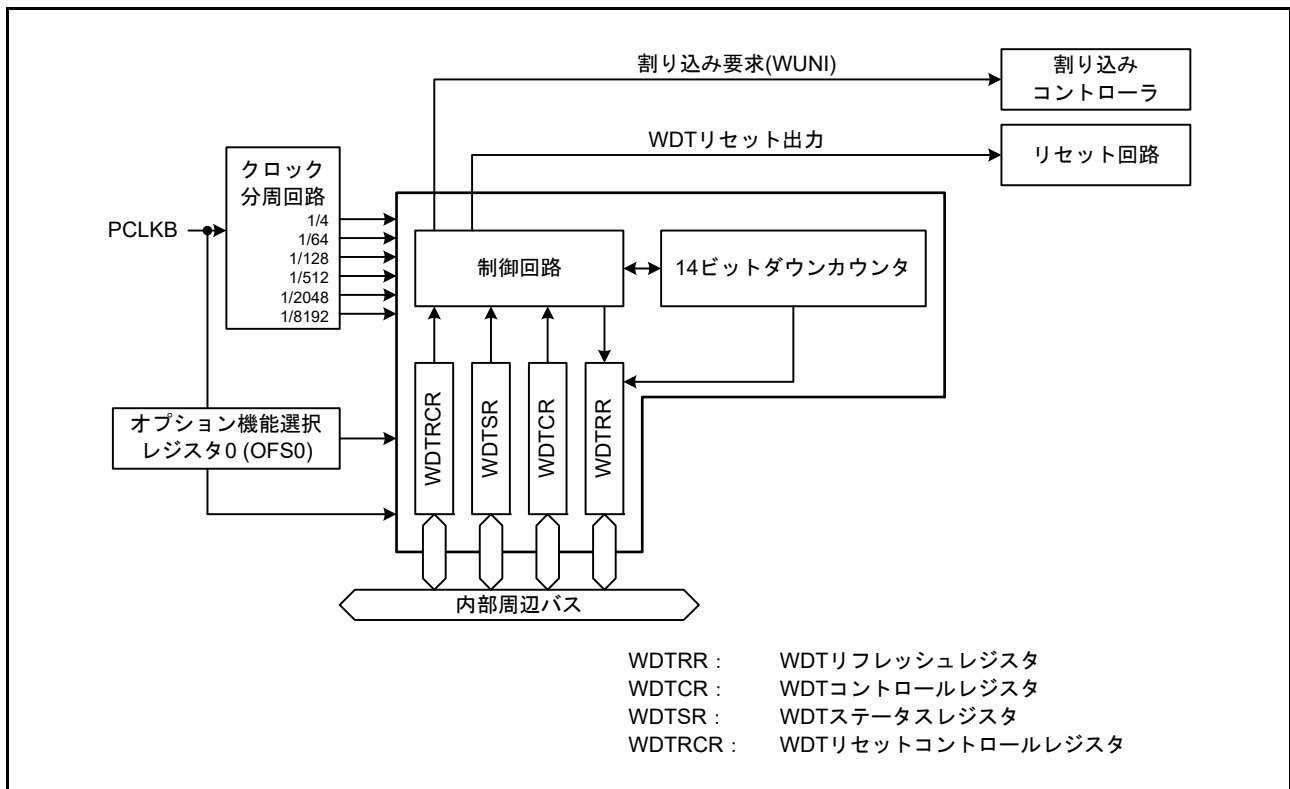 割り込み要求(WUNI)
割り込み
コントローラ
WDTリセット出力
リセット回路
クロック
分周回路
PCLKB
1/4
1/64
1/128
1/512
1/2048
1/8192
制御回路
14ビットダウンカウンタ
オプション機能選択
レジスタ0 (OFS0)
WDTRCR
WDTSR
WDTCR
WDTRR
内部周辺バス
WDTRR : WDTリフレッシュレジスタ
WDTCR : WDTコントロールレジスタ
WDTSR : WDTステータスレジスタ
WDTRCR : WDTリセットコントロールレジスタ